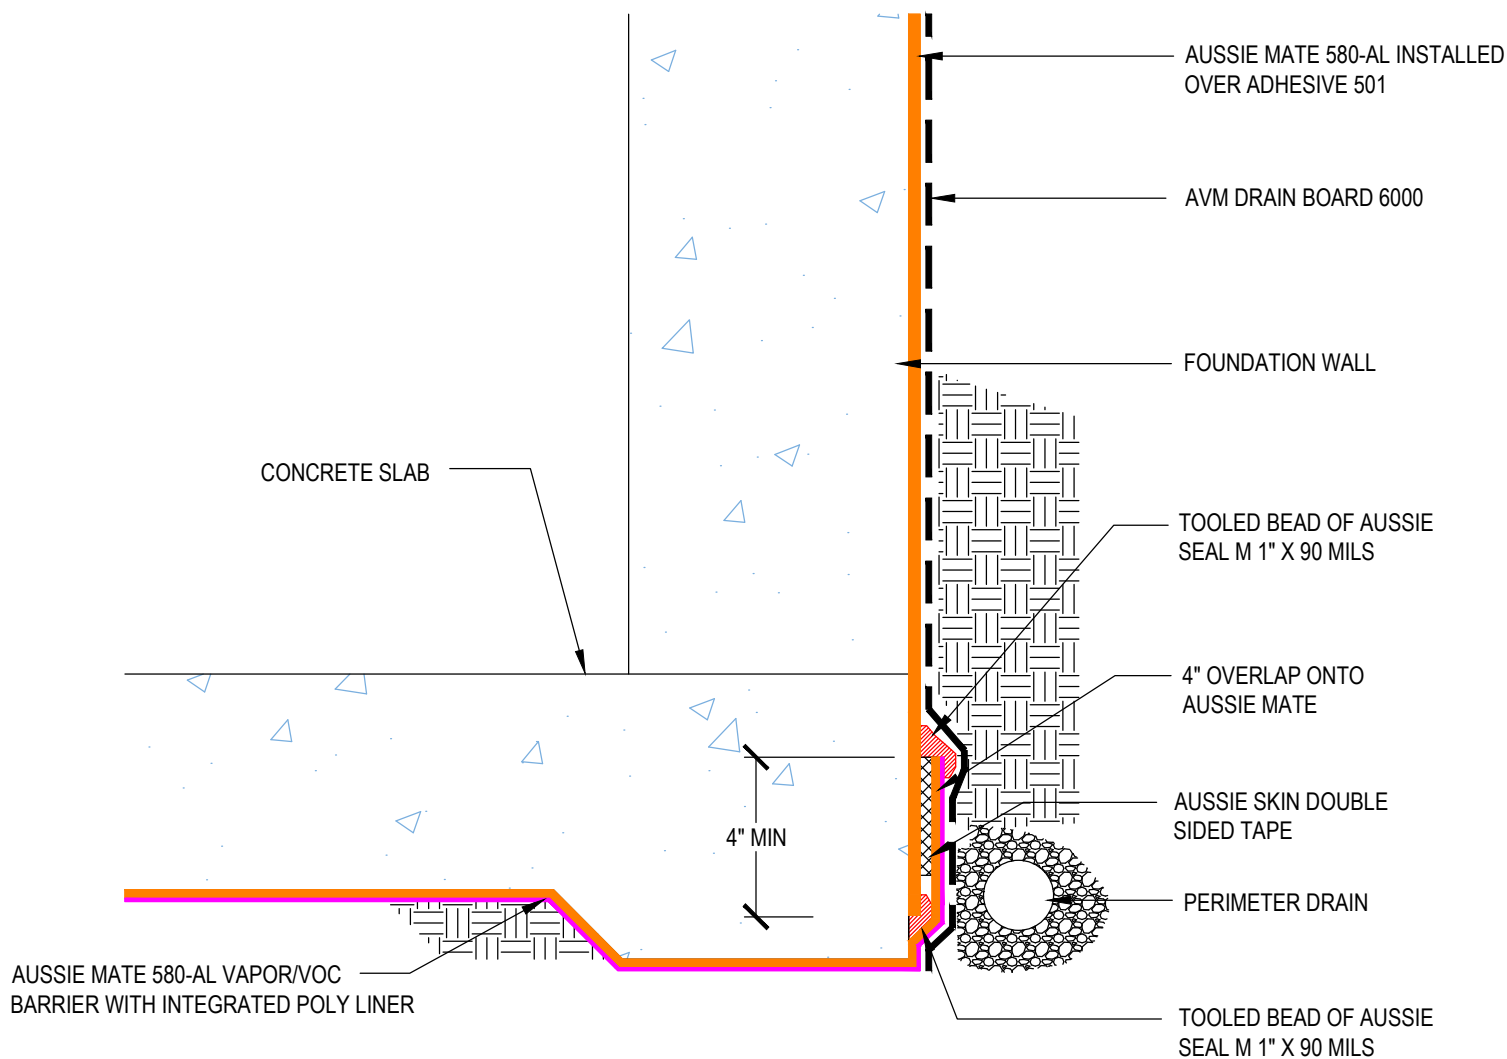 AUSSIE MATE 580-AL INSTALLED
OVER ADHESIVE 501
AVM DRAIN BOARD 6000
FOUNDATION WALL
CONCRETE SLAB
TOOLED BEAD OF AUSSIE
SEAL M 1" X 90 MILS
4" OVERLAP ONTO
AUSSIE MATE
AUSSIE SKIN DOUBLE
SIDED TAPE
4" MIN
PERIMETER DRAIN
AUSSIE MATE 580-AL VAPOR/VOC
BARRIER WITH INTEGRATED POLY LINER
TOOLED BEAD OF AUSSIE
SEAL M 1" X 90 MILS